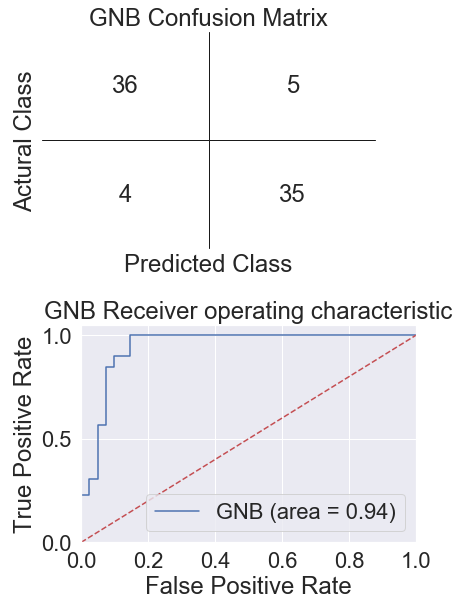 GNB Confusion Matrix
Actural Class
36 5
4 35
Predicted Class
GNB Receiver operating characteristic
True Positive Rate
1.0
0.5
0.0
GNB (area = 0.94)
0.0 0.2 0.4 0.6 0.8 1.0
False Positive Rate